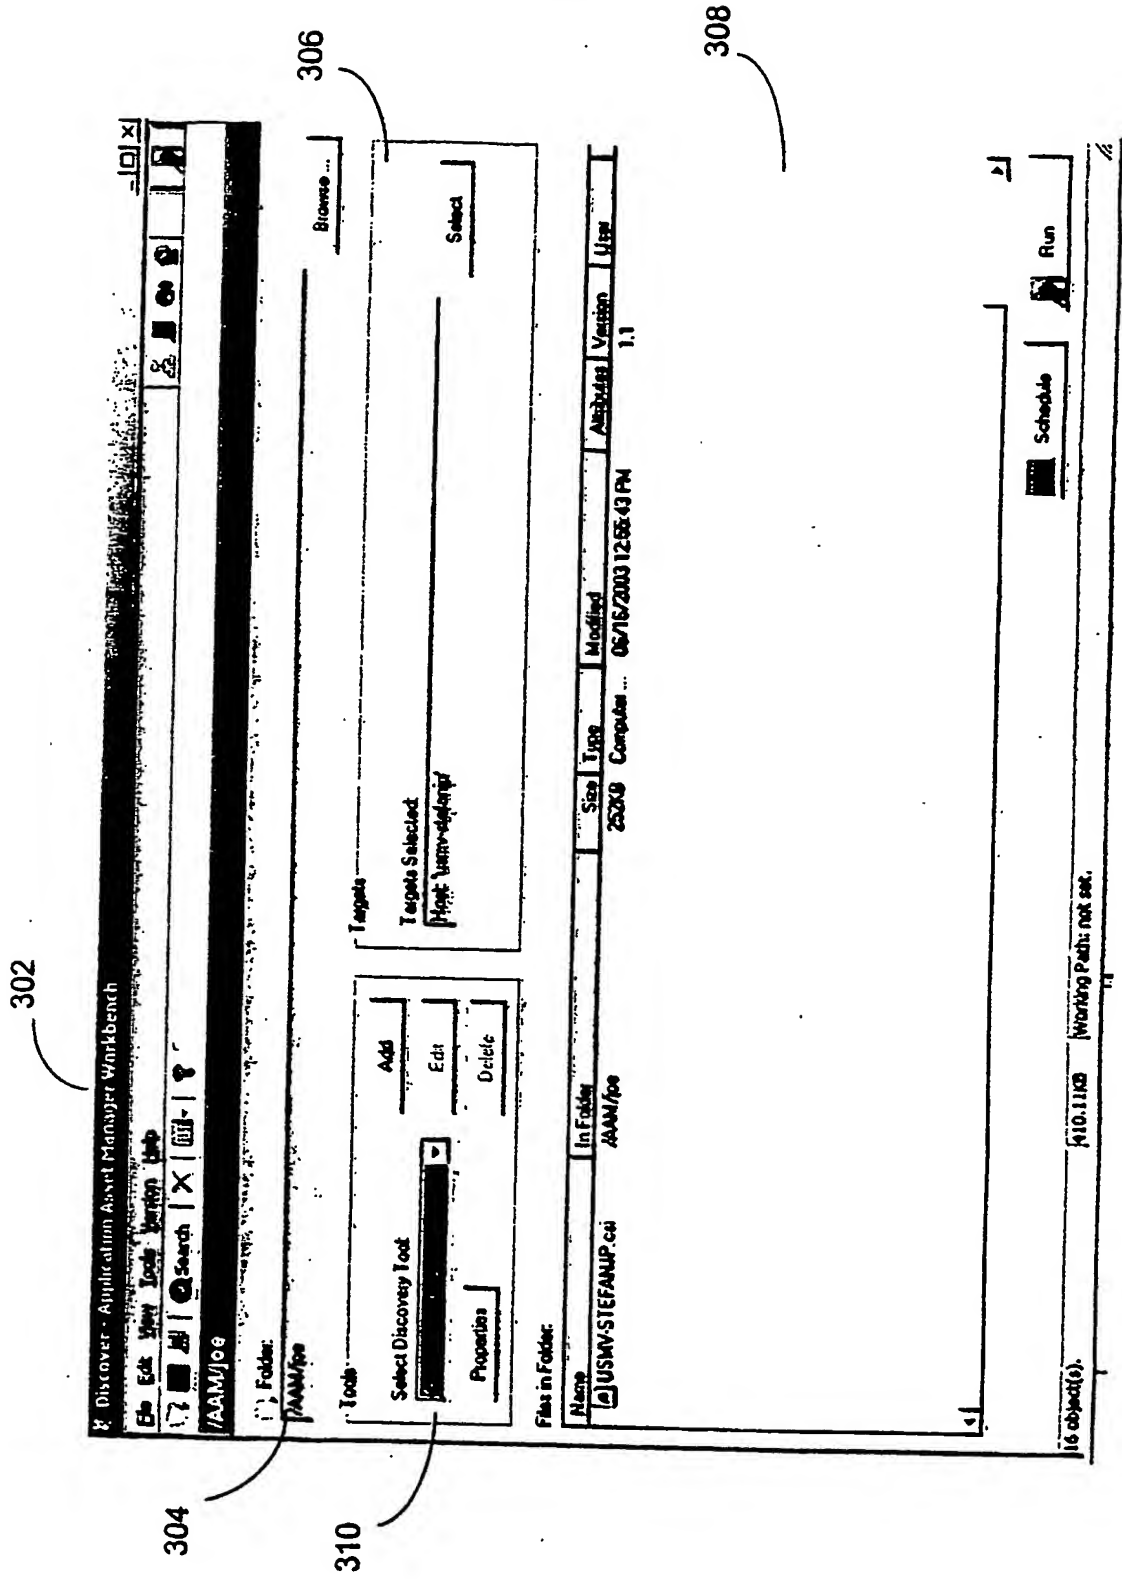 302
Discover - Application Asset Manager Workbench
File Edit View Tools Version Help
Search
/AAM/joe
Folder:
304
/AAM/joe
Browse ...
306
Tools
Targets
310
Select Discovery Tool:
Add
Edit
Delete
Properties
Targets Selected:
Select
Files in Folder:
Name In Folder Size Type Modified Attributes Version User
USMV-STEFANJP.csi /AAM/joe 252KB Computer ... 06/16/2003 12:55:43 PM 1.1
308
Schedule Run
16 object(s). 410.11KB Working Path: not set.